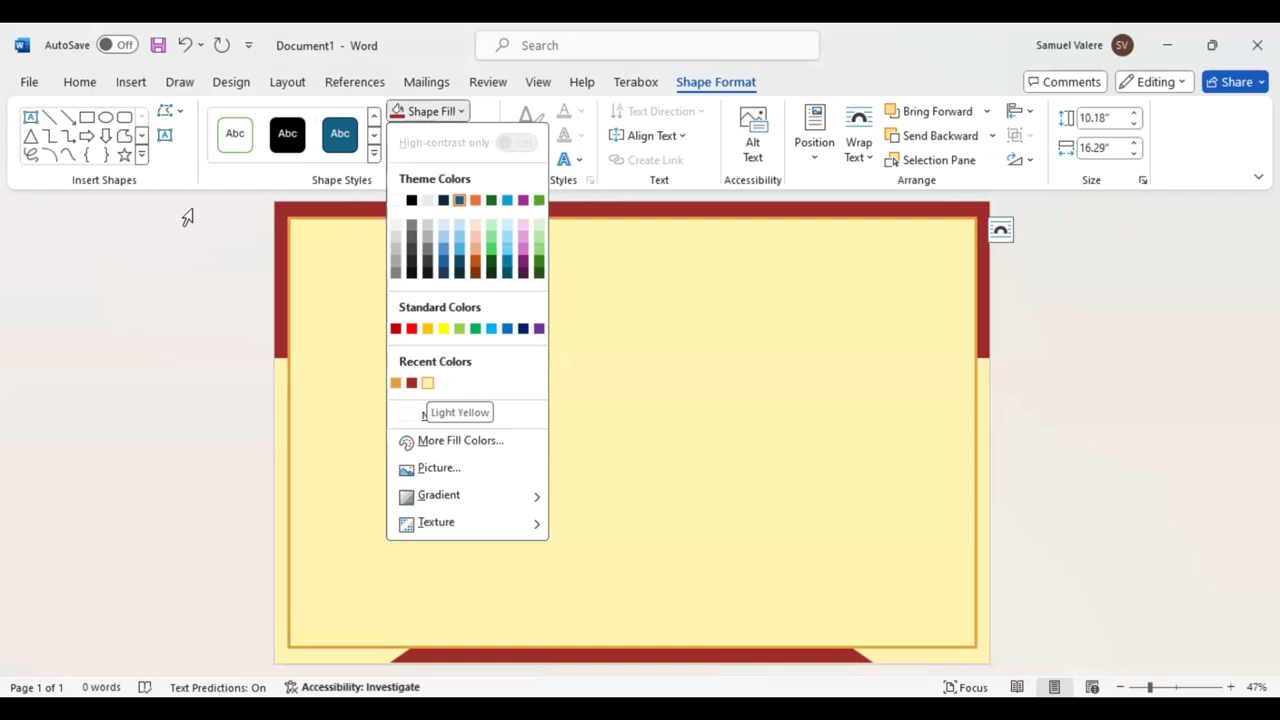 AutoSave Off Document1 - Word Search Samuel Valere SV
File Home Insert Draw Design Layout References Mailings Review View Help Terabox Shape Format Comments Editing Share
Abc Abc Abc
Shape Fill
Text Direction
Align Text
Create Link
Alt
Text
Position
Wrap
Text
Bring Forward
Send Backward
Selection Pane
10.18"
16.29"
Insert Shapes Shape Styles Styles Text Accessibility Arrange Size
High-contrast only Off
Theme Colors
Standard Colors
Recent Colors
N
Light Yellow
More Fill Colors...
Picture...
Gradient
Texture
Page 1 of 1 0 words Text Predictions: On Accessibility: Investigate Focus 47%